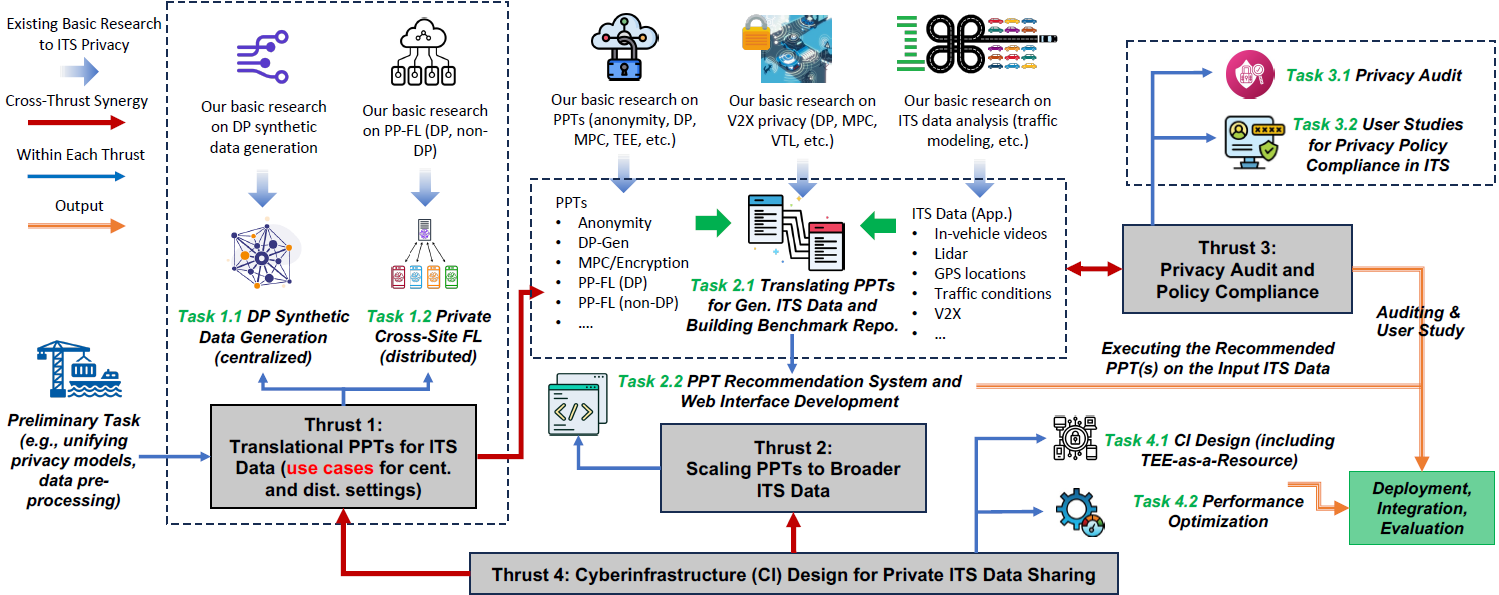 Existing Basic Research
to ITS Privacy
Cross-Thrust Synergy
Within Each Thrust
Output
Our basic research
on DP synthetic
data generation
Our basic research
on PP-FL (DP, non-
DP)
Our basic research on
PPTs (anonymity, DP,
MPC, TEE, etc.)
Our basic research on
V2X privacy (DP, MPC,
VTL, etc.)
Our basic research on
ITS data analysis (traffic
modeling, etc.)
Task 3.1 Privacy Audit
Task 3.2 User Studies
for Privacy Policy
Compliance in ITS
PPTs
• Anonymity
• DP-Gen
• MPC/Encryption
• PP-FL (DP)
• PP-FL (non-DP)
• ....
Task 2.1 Translating PPTs
for Gen. ITS Data and
Building Benchmark Repo.
ITS Data (App.)
• In-vehicle videos
• Lidar
• GPS locations
• Traffic conditions
• V2X
• ...
Thrust 3:
Privacy Audit and
Policy Compliance
Task 1.1 DP Synthetic
Data Generation
(centralized)
Task 1.2 Private
Cross-Site FL
(distributed)
Auditing &
User Study
Executing the Recommended
PPT(s) on the Input ITS Data
Preliminary Task
(e.g., unifying
privacy models,
data pre-
processing)
Thrust 1:
Translational PPTs for ITS
Data (use cases for cent.
and dist. settings)
Task 2.2 PPT Recommendation System and
Web Interface Development
Thrust 2:
Scaling PPTs to Broader
ITS Data
Task 4.1 CI Design (including
TEE-as-a-Resource)
Task 4.2 Performance
Optimization
Deployment,
Integration,
Evaluation
Thrust 4: Cyberinfrastructure (CI) Design for Private ITS Data Sharing